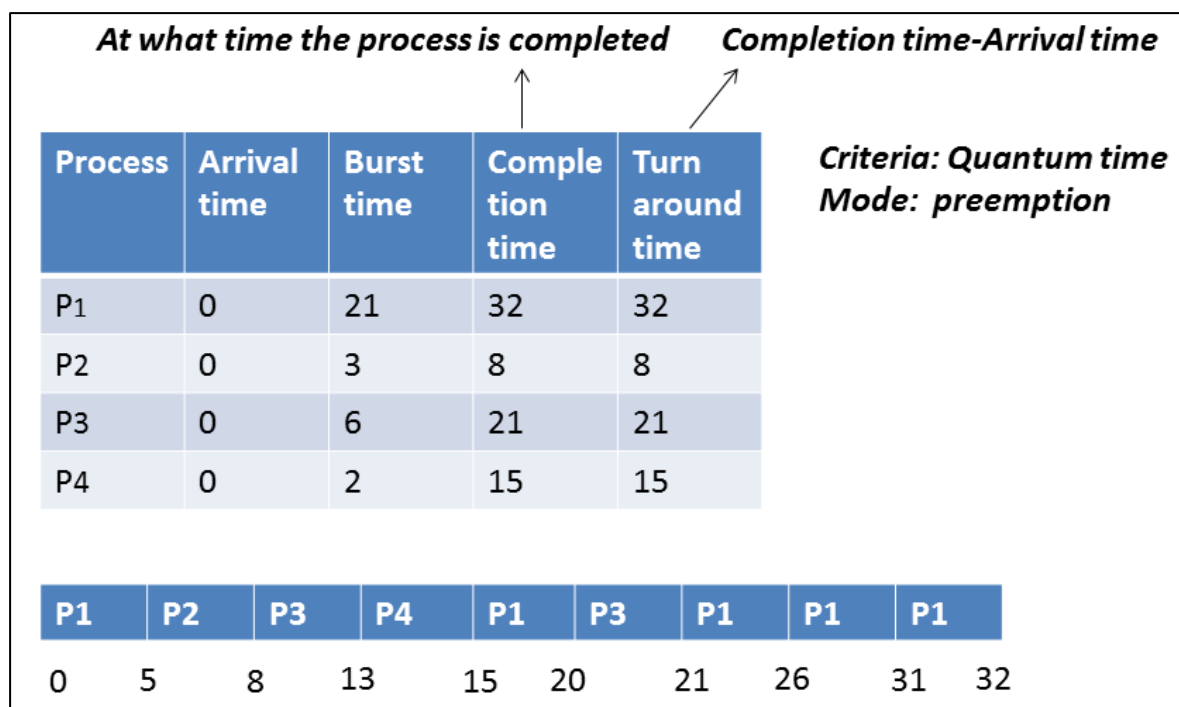 At what time the process is completed Completion time-Arrival time
Process Arrival time Burst time Comple tion time Turn around time
Criteria: Quantum time
Mode: preemption
P1 0 21 32 32
P2 0 3 8 8
P3 0 6 21 21
P4 0 2 15 15
P1 P2 P3 P4 P1 P3 P1 P1 P1
0 5 8 13 15 20 21 26 31 32